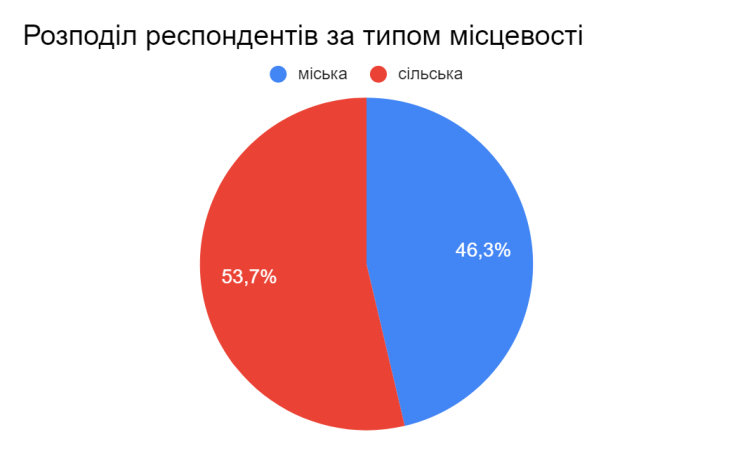 Розподіл респондентів за типом місцевості
міська сільська
46,3%
53,7%